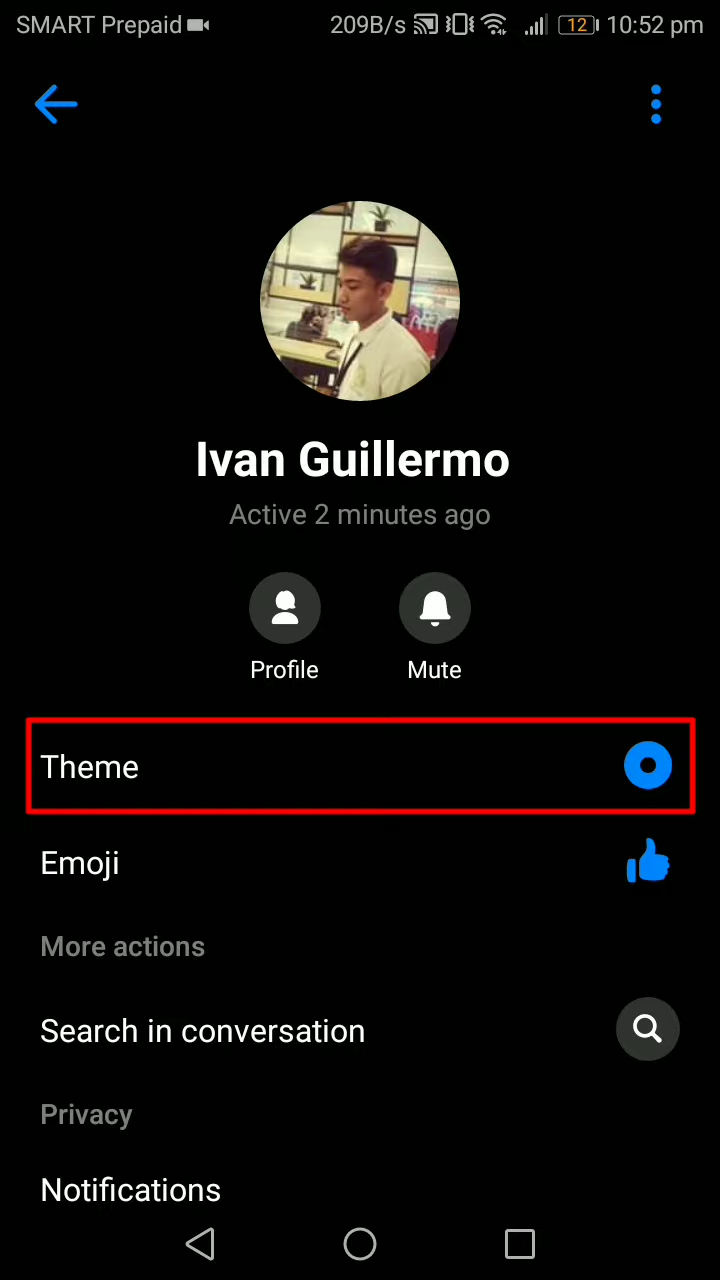 SMART Prepaid 209B/s 12 10:52 pm
Ivan Guillermo
Active 2 minutes ago
Profile Mute
Theme
Emoji
More actions
Search in conversation
Privacy
Notifications